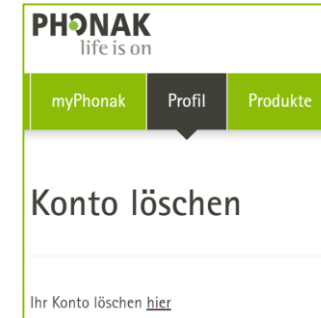 PHONAK
life is on
myPhonak Profil Produkte
Konto löschen
Ihr Konto löschen hier